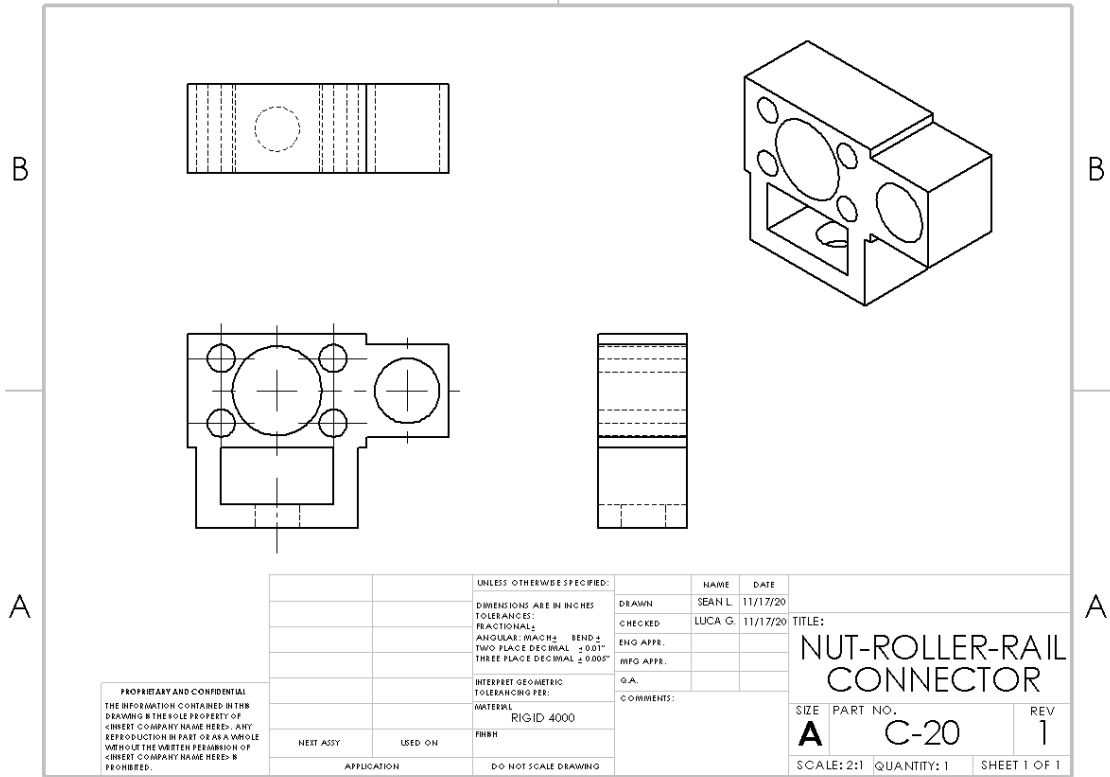 B
B
A
A
UNLESS OTHERWISE SPECIFIED:
DIMENSIONS ARE IN INCHES
TOLERANCES:
FRACTIONAL±
ANGULAR: MACH± BEND ±
TWO PLACE DECIMAL ± 0.01"
THREE PLACE DECIMAL ± 0.005"
INTERPRET GEOMETRIC
TOLERANCING PER:
MATERIAL
RIGID 4000
FINISH
DO NOT SCALE DRAWING
NAME DATE
DRAWN SEAN L. 11/17/20
CHECKED LUCA G. 11/17/20
ENG APPR.
MFG APPR.
Q.A.
COMMENTS:
TITLE:
NUT-ROLLER-RAIL
CONNECTOR
SIZE PART NO. REV
A C-20 1
SCALE: 2:1 QUANTITY: 1 SHEET 1 OF 1
NEXT ASSY USED ON
APPLICATION
PROPRIETARY AND CONFIDENTIAL
THE INFORMATION CONTAINED IN THIS
DRAWING IS THE SOLE PROPERTY OF
<INSERT COMPANY NAME HERE>. ANY
REPRODUCTION IN PART OR AS A WHOLE
WITHOUT THE WRITTEN PERMISSION OF
<INSERT COMPANY NAME HERE> IS
PROHIBITED.